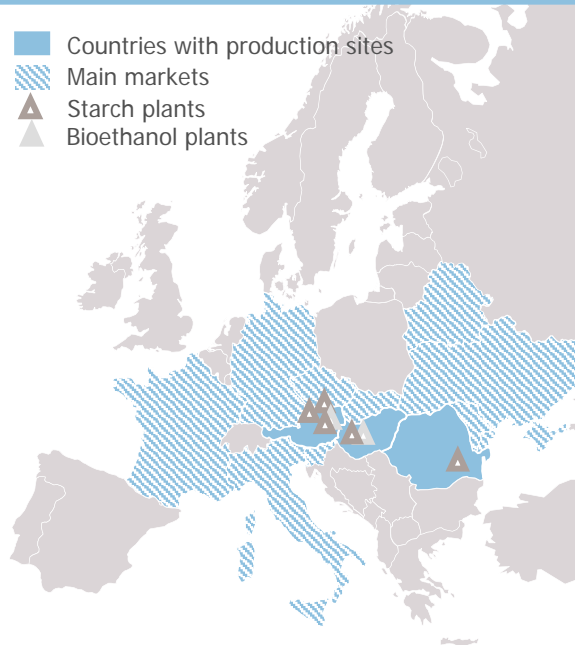 Countries with production sites
Main markets
Starch plants
Bioethanol plants